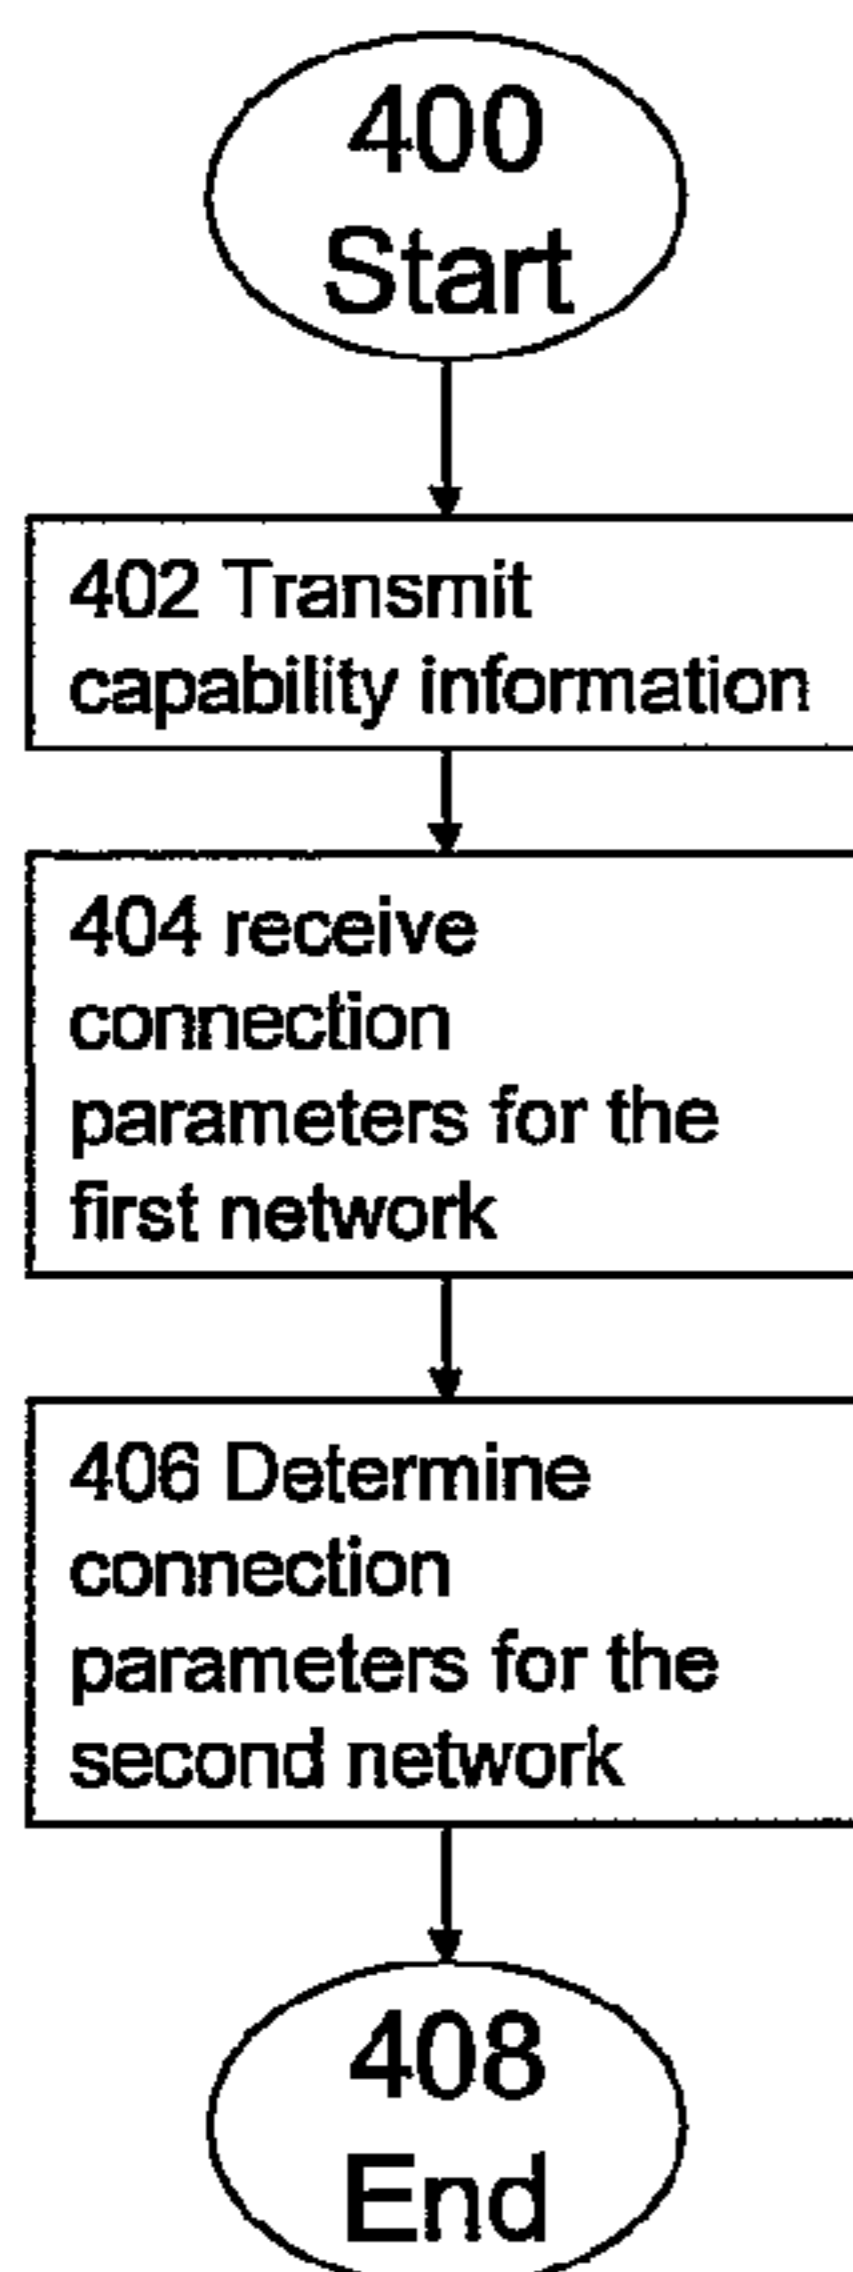 400
Start
402 Transmit
capability information
404 receive
connection
parameters for the
first network
406 Determine
connection
parameters for the
second network
408
End